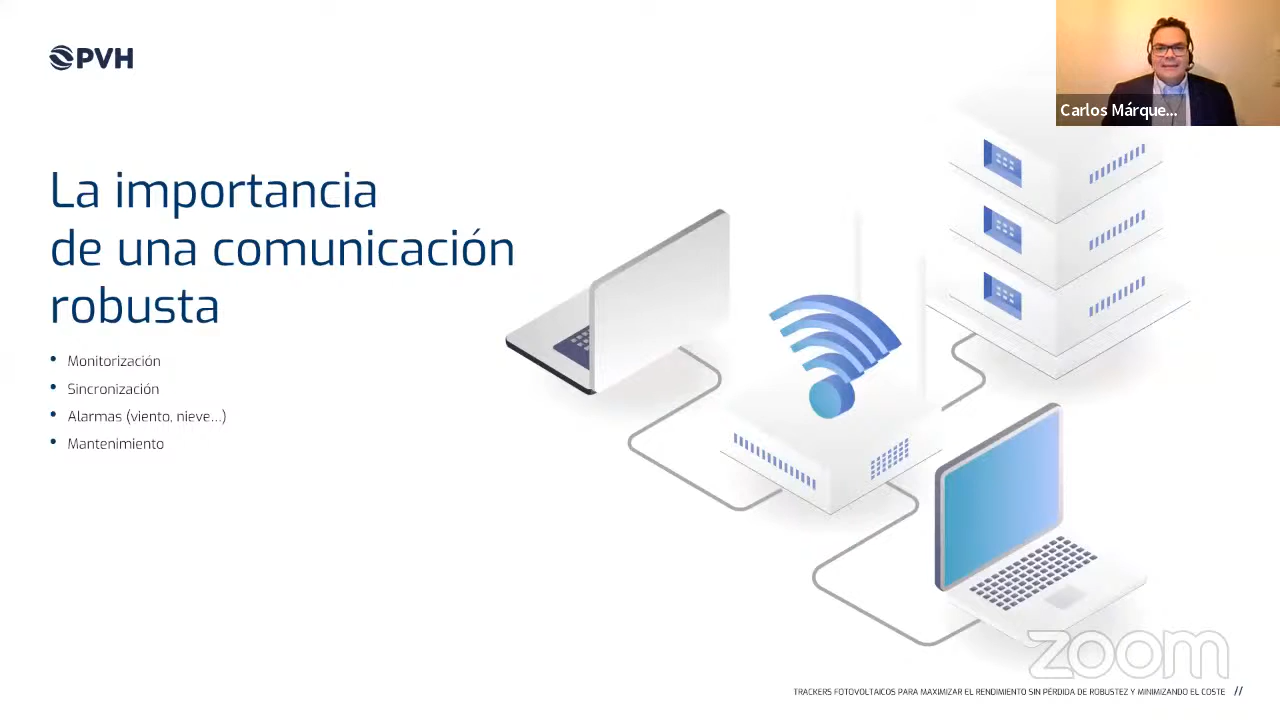 PVH
Carlos Márque...
La importancia
de una comunicación
robusta
• Monitorización
• Sincronización
• Alarmas (viento, nieve...)
• Mantenimiento
zoom
TRACKERS FOTOVOLTAICOS PARA MAXIMIZAR EL RENDIMIENTO SIN PÉRDIDA DE ROBUSTEZ Y MINIMIZANDO EL COSTE //